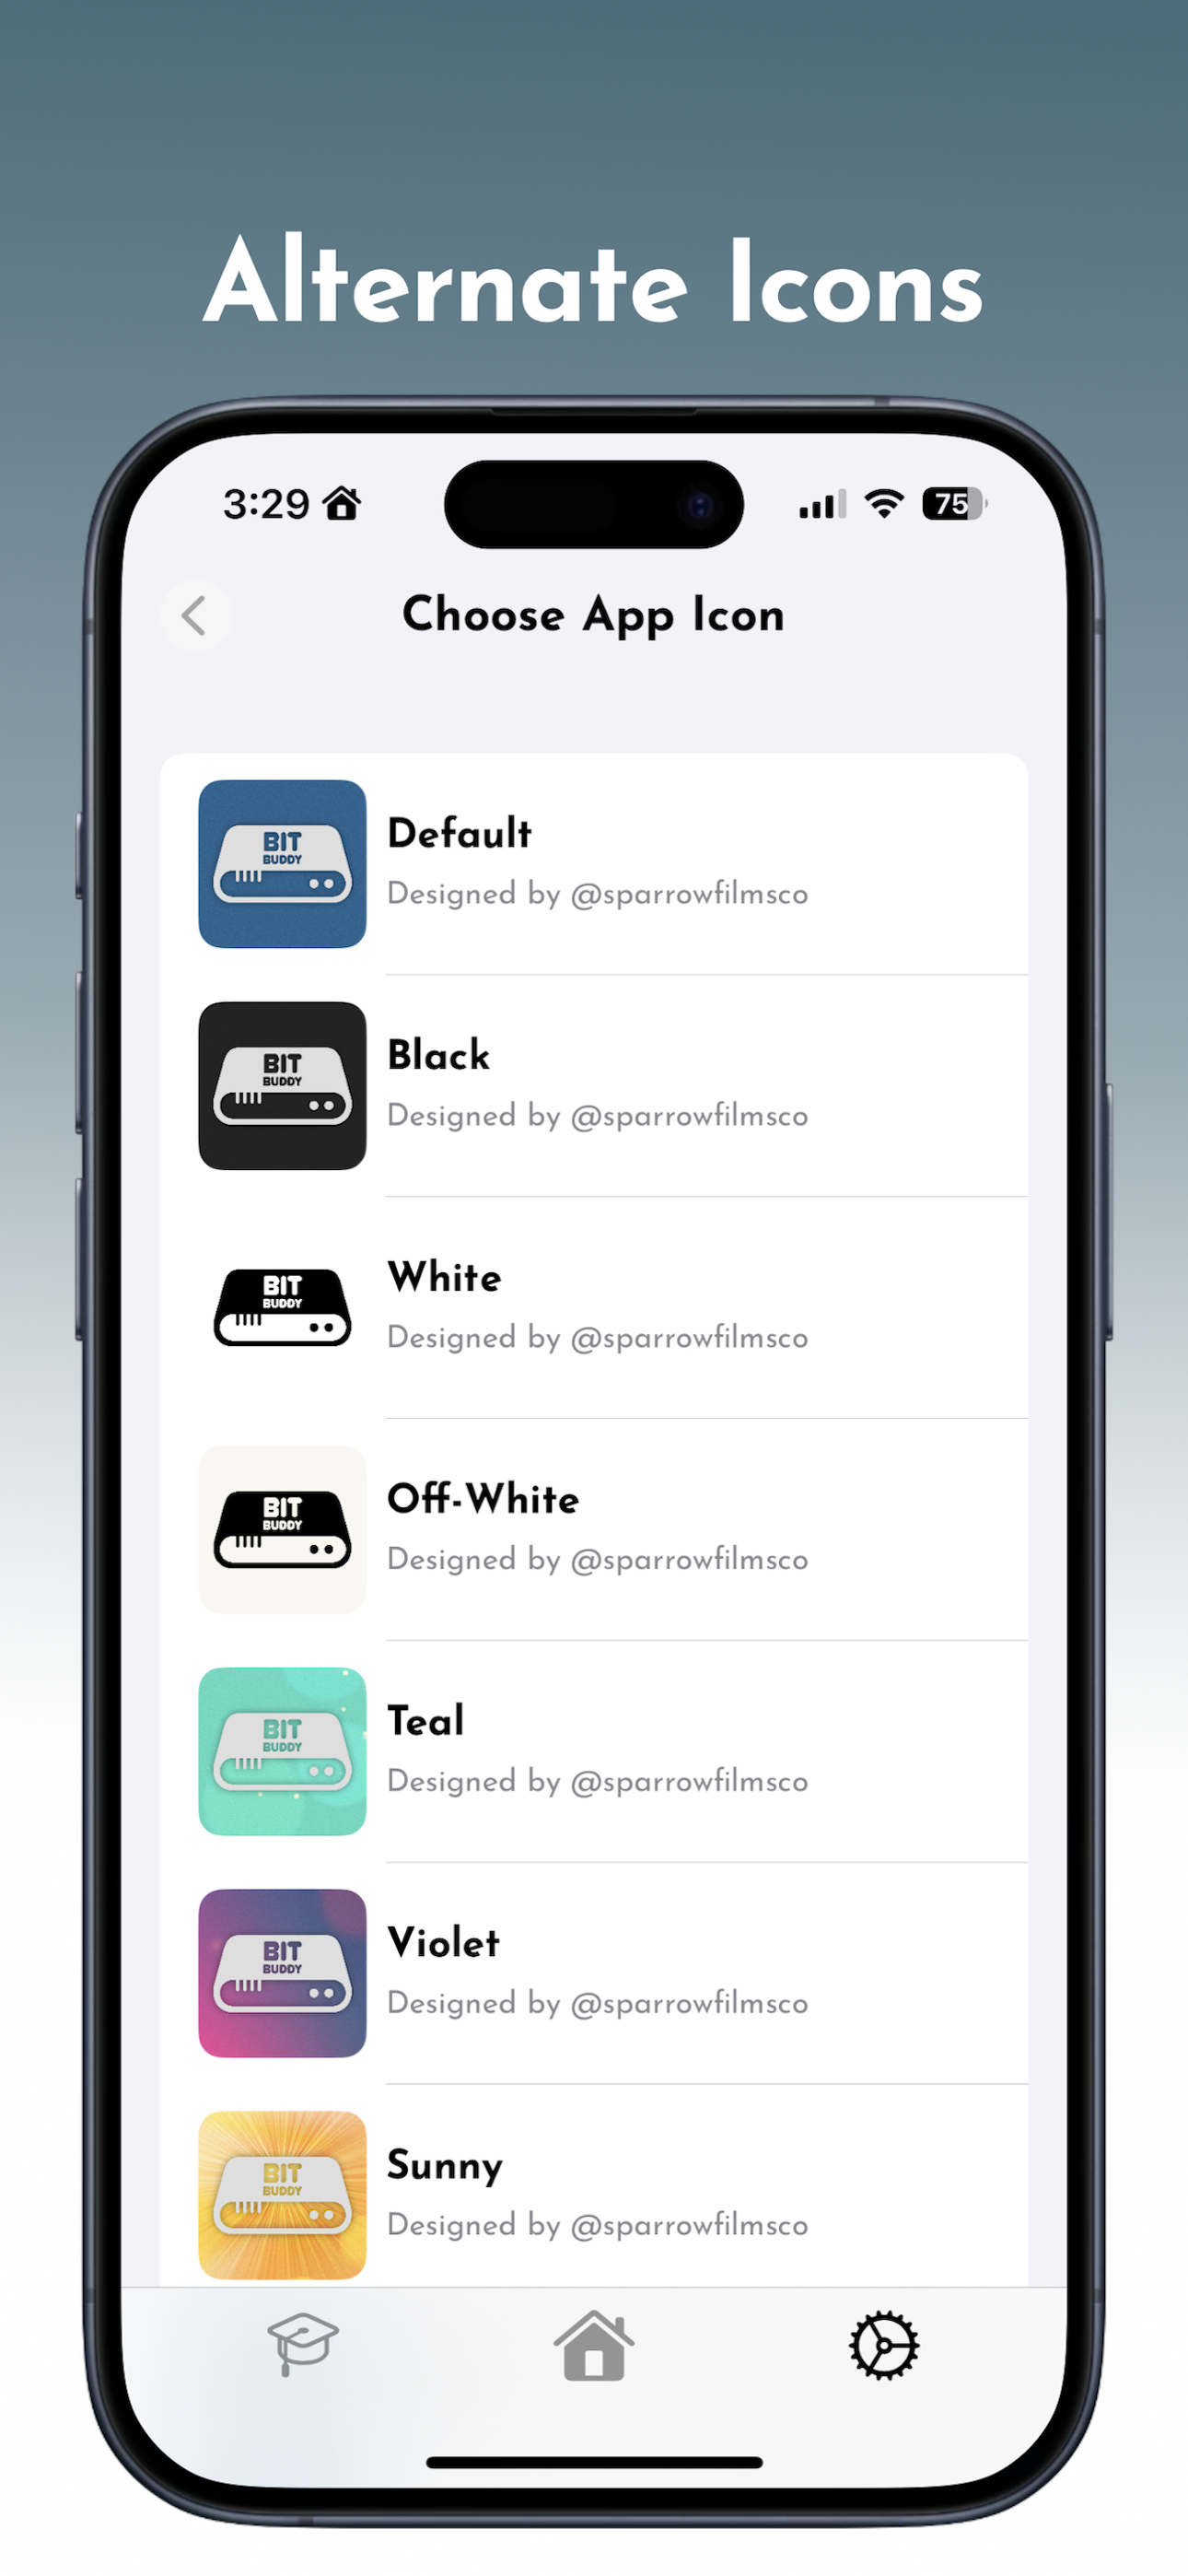 Alternate Icons
3:29
75
Choose App Icon
BIT
BUDDY
Default
Designed by @sparrowfilmsco
BIT
BUDDY
Black
Designed by @sparrowfilmsco
BIT
BUDDY
White
Designed by @sparrowfilmsco
BIT
BUDDY
Off-White
Designed by @sparrowfilmsco
BIT
BUDDY
Teal
Designed by @sparrowfilmsco
BIT
BUDDY
Violet
Designed by @sparrowfilmsco
BIT
BUDDY
Sunny
Designed by @sparrowfilmsco